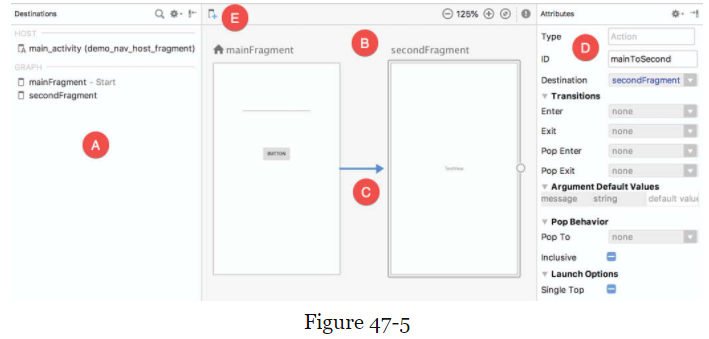 Destinations
HOST
main_activity (demo_nav_host_fragment)
GRAPH
mainFragment - Start
secondFragment
A
E
125%
B
mainFragment
secondFragment
BUTTON
TextView
C
Attributes
D
Type Action
ID mainToSecond
Destination secondFragment
Transitions
Enter none
Exit none
Pop Enter none
Pop Exit none
Argument Default Values
message string default value
Pop Behavior
Pop To none
Inclusive
Launch Options
Single Top
Figure 47-5